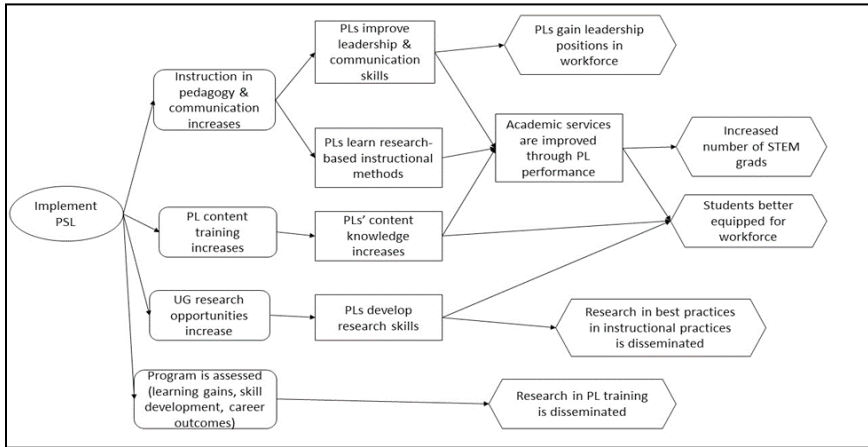 Implement
PSL
Instruction in
pedagogy &
communication
increases
PL content
training
increases
UG research
opportunities
increase
Program is assessed
(learning gains, skill
development, career
outcomes)
PLs improve
leadership &
communication
skills
PLs learn research-
based instructional
methods
PLs’ content
knowledge
increases
PLs develop
research skills
Academic services
are improved
through PL
performance
PLs gain leadership
positions in
workforce
Increased
number of STEM
grads
Students better
equipped for
workforce
Research in best practices
in instructional practices
is disseminated
Research in PL training
is disseminated